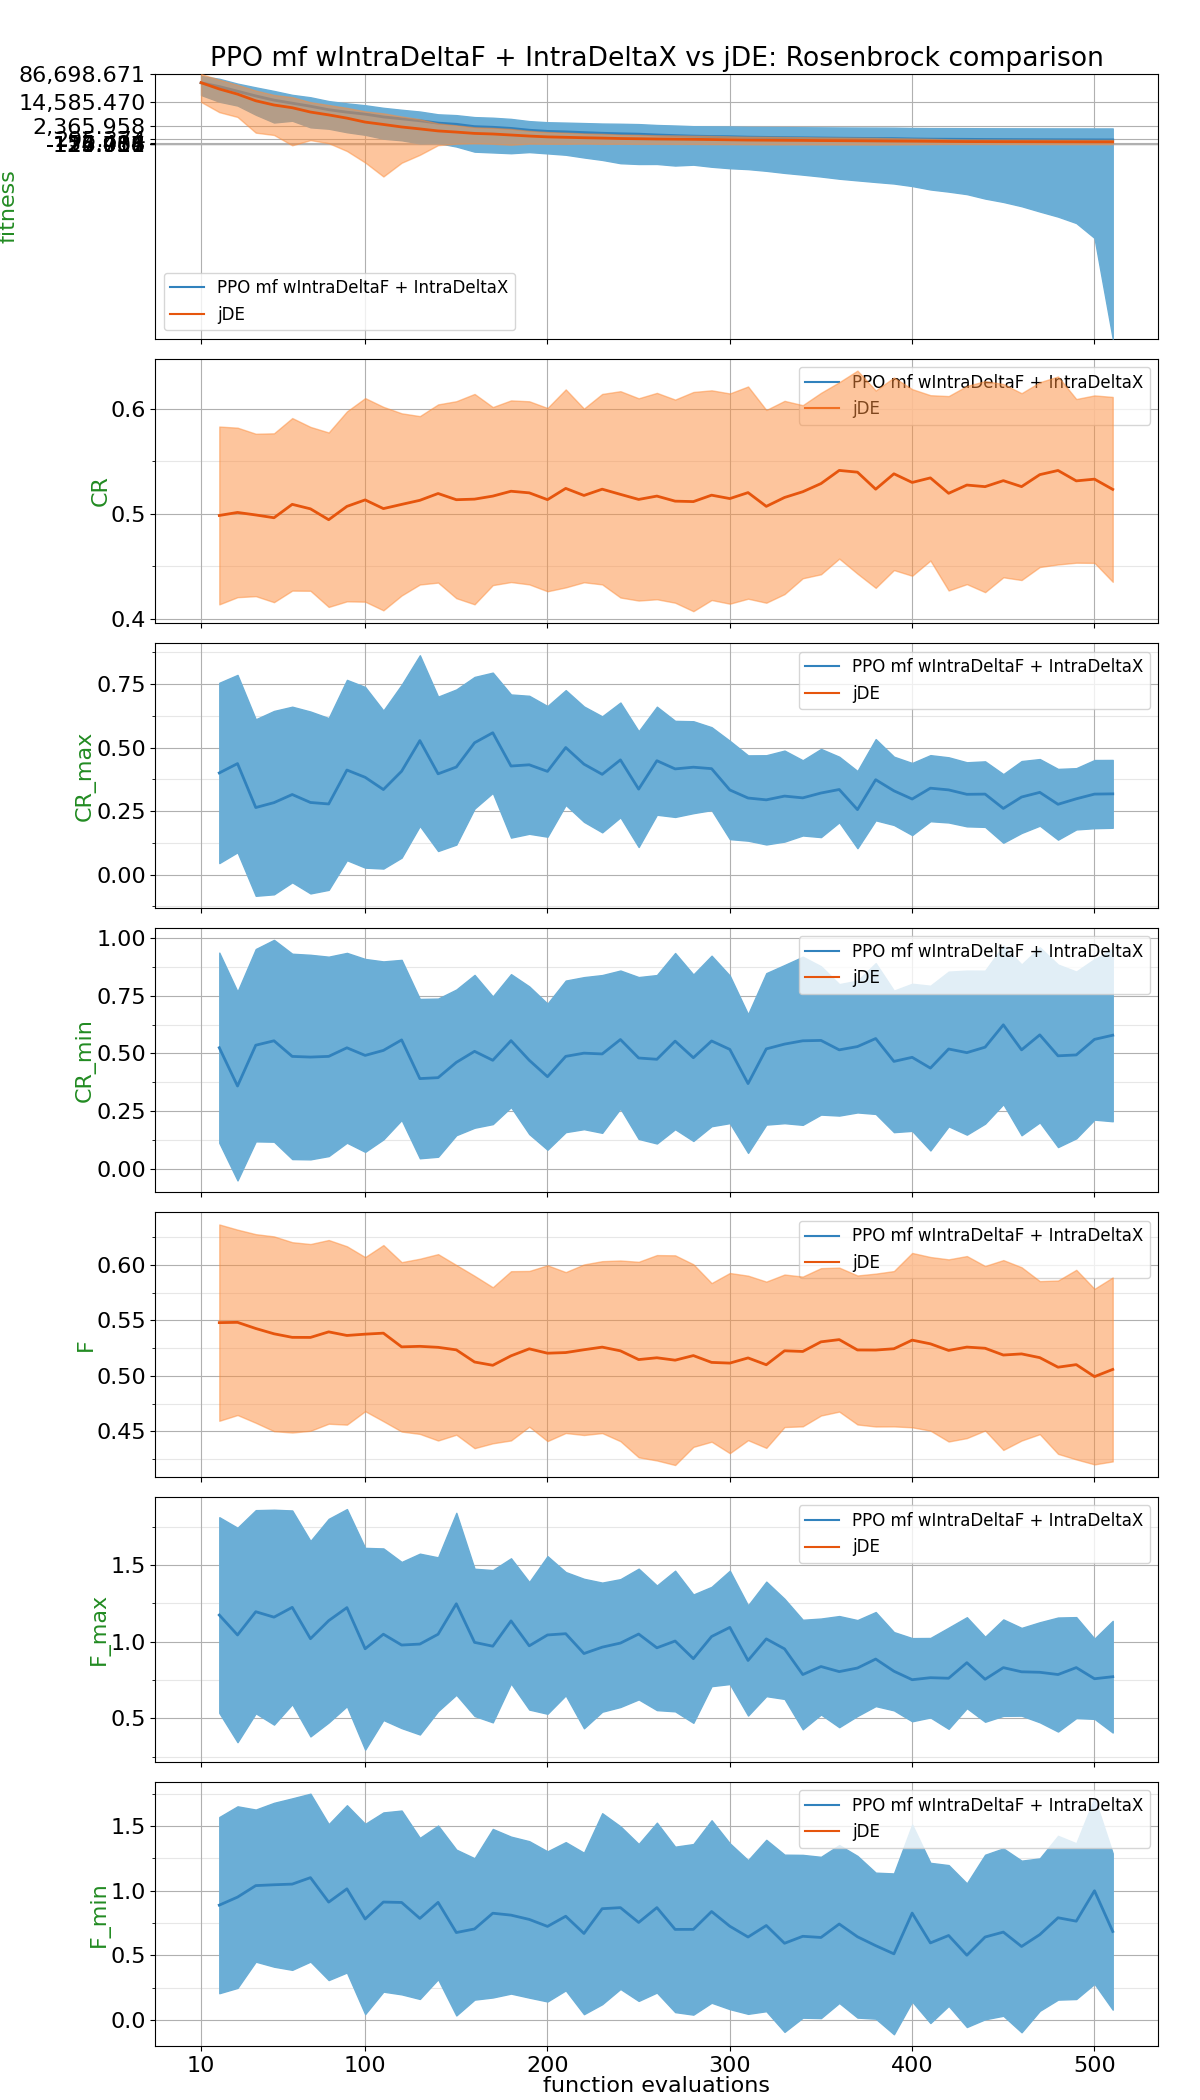 PPO mf wIntraDeltaF + IntraDeltaX vs jDE: Rosenbrock comparison
86,698.671
14,585.470
2,365.958
fitness
PPO mf wIntraDeltaF + IntraDeltaX
jDE
PPO mf wIntraDeltaF + IntraDeltaX
jDE
0.6
0.5
0.4
CR
PPO mf wIntraDeltaF + IntraDeltaX
jDE
0.75
0.50
0.25
0.00
CR_max
PPO mf wIntraDeltaF + IntraDeltaX
jDE
1.00
0.75
0.50
0.25
0.00
CR_min
PPO mf wIntraDeltaF + IntraDeltaX
jDE
0.60
0.55
0.50
0.45
F
PPO mf wIntraDeltaF + IntraDeltaX
jDE
1.5
1.0
0.5
F_max
PPO mf wIntraDeltaF + IntraDeltaX
jDE
1.5
1.0
0.5
0.0
F_min
10 100 200 300 400 500
function evaluations